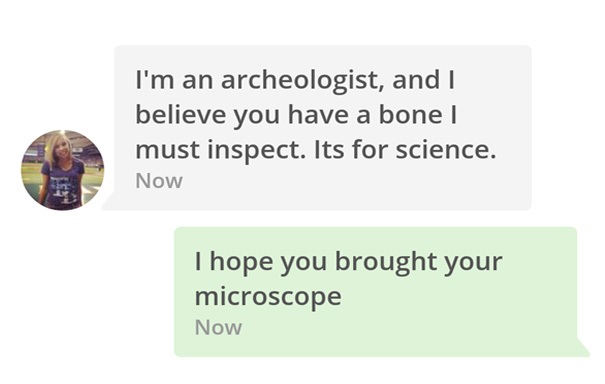 I'm an archeologist, and I
believe you have a bone I
must inspect. Its for science.
Now
I hope you brought your
microscope
Now